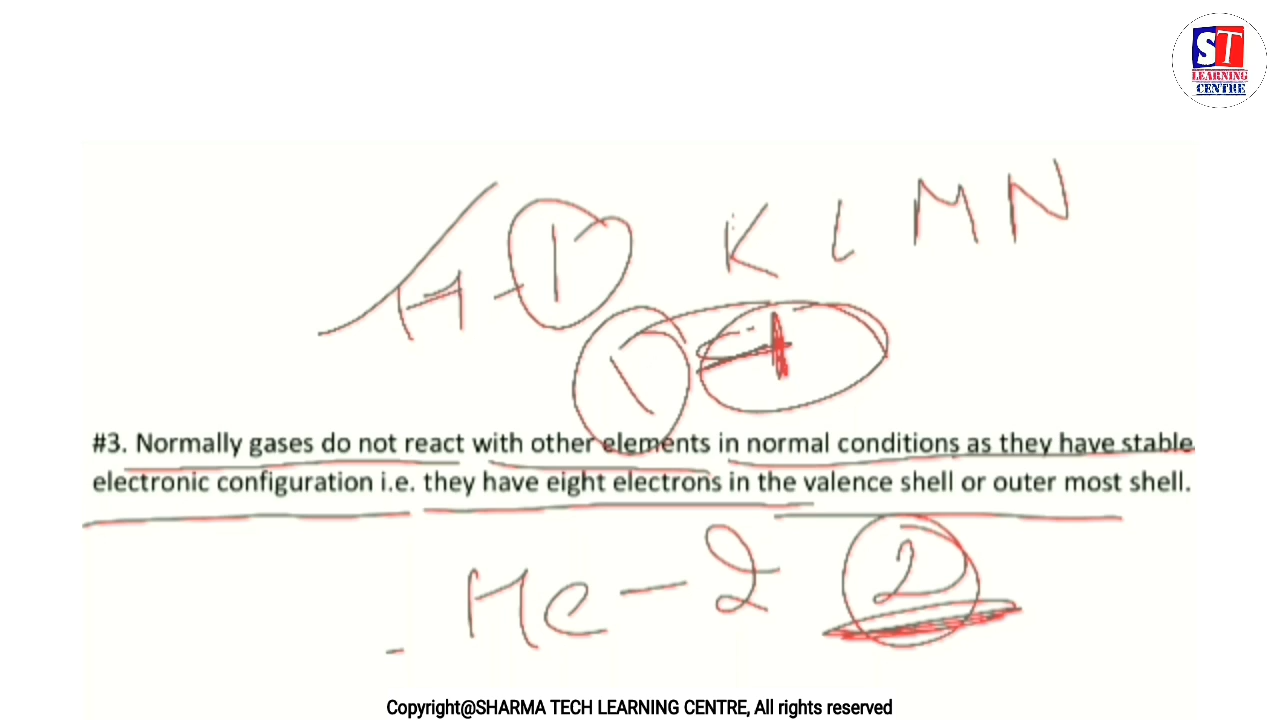 ST
LEARNING
CENTRE
H - 1 K L M N
1
#3. Normally gases do not react with other elements in normal conditions as they have stable
electronic configuration i.e. they have eight electrons in the valence shell or outer most shell.
He - 2 2
Copyright@SHARMA TECH LEARNING CENTRE, All rights reserved